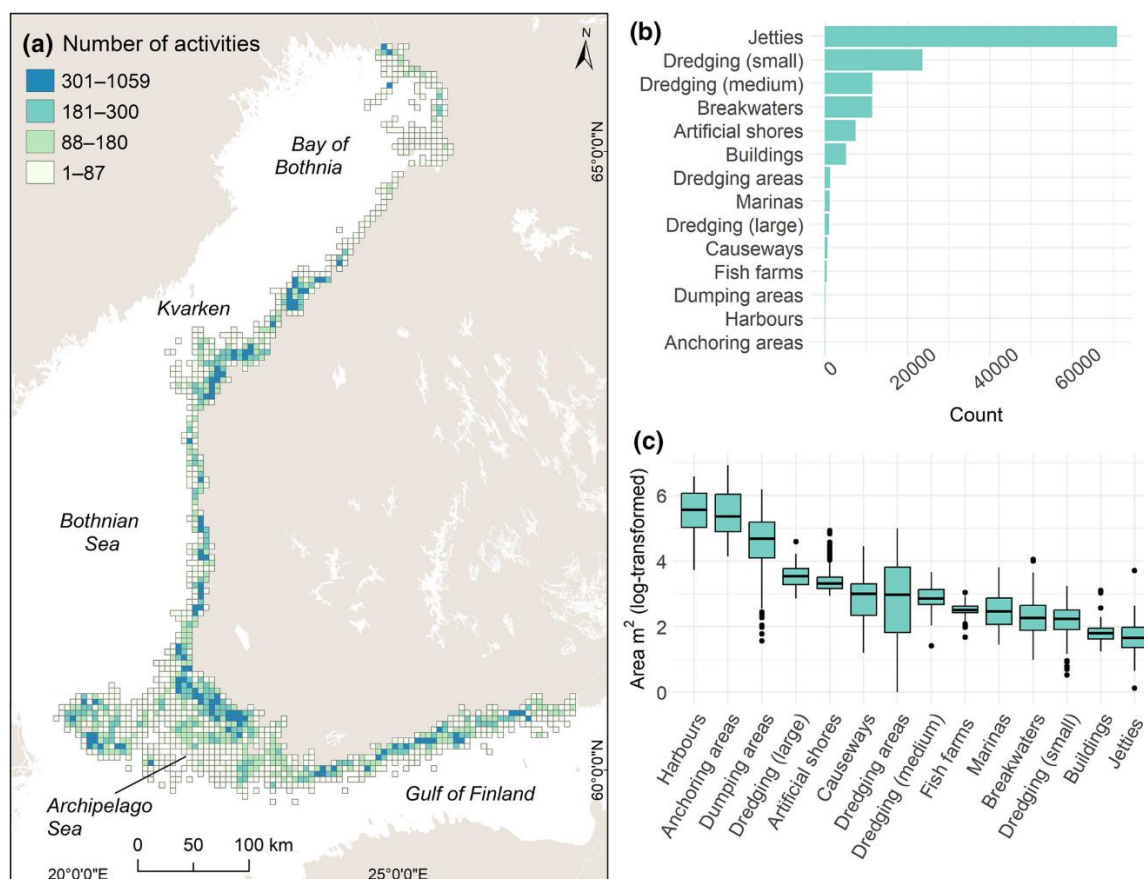 (a) Number of activities
301–1059
181–300
88–180
1–87
N
Bay of
Bothnia
65°0'0"N
Kvarken
Bothnian
Sea
Archipelago
Sea
Gulf of Finland
60°0'0"N
0 50 100 km
20°0'0"E
25°0'0"E
(b)
Jetties
Dredging (small)
Dredging (medium)
Breakwaters
Artificial shores
Buildings
Dredging areas
Marinas
Dredging (large)
Causeways
Fish farms
Dumping areas
Harbours
Anchoring areas
0
20000
40000
60000
Count
(c)
Area m² (log-transformed)
6
4
2
0
Harbours
Anchoring areas
Dumping areas
Dredging (large)
Artificial shores
Causeways
Dredging areas
Dredging (medium)
Fish farms
Marinas
Breakwaters
Dredging (small)
Buildings
Jetties